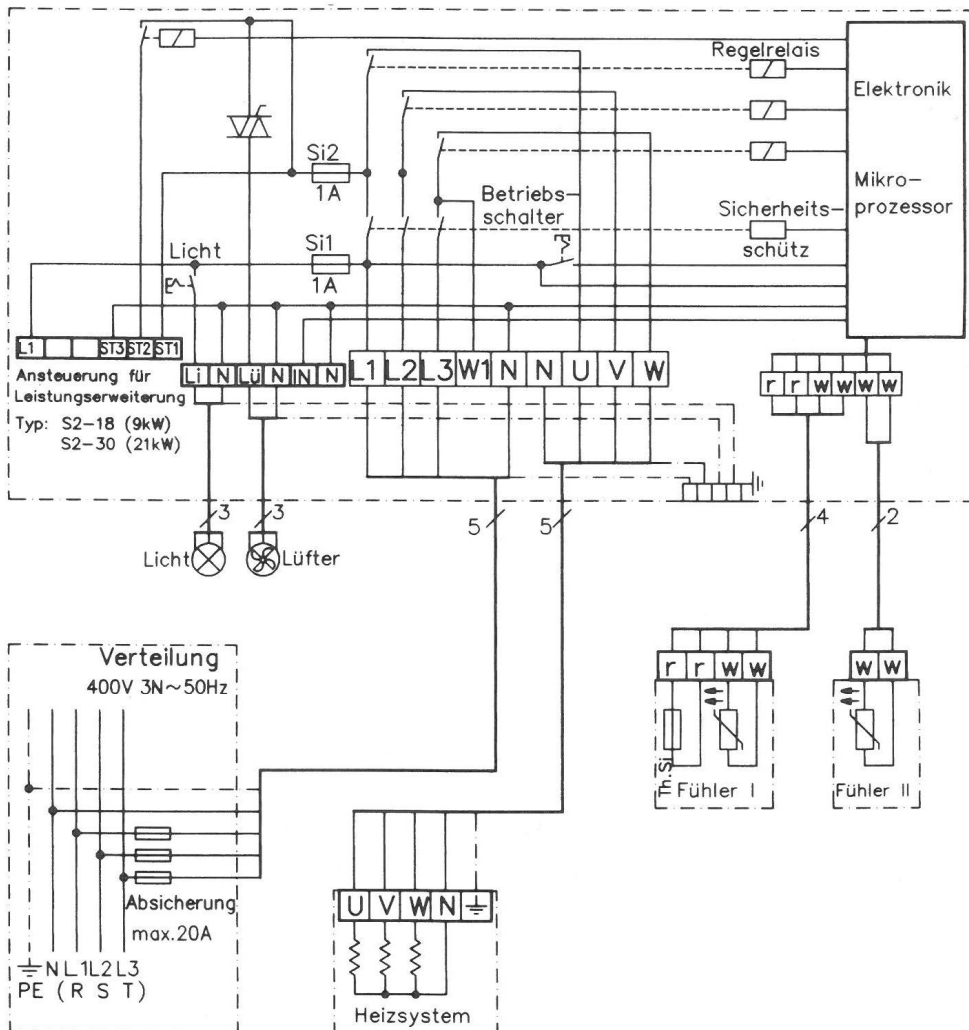 Regelrelais
Elektronik
Si2
1A
Betriebs-
schalter
Mikro-
prozessor
Sicherheits-
schütz
Licht
Si1
1A
L1 ST3 ST2 ST1
Ansteuerung für
Leistungserweiterung
Typ: S2-18 (9kW)
S2-30 (21kW)
Li N Lü N IN N
L1 L2 L3 W1 N N U V W
r r w w w w
3 3 5 5 4 2
Licht Lüfter
Verteilung
400V 3N~50Hz
r r w w
w w
Th.Si
Fühler I
Fühler II
Absicherung
max.20A
U V W N
N L1 L2 L3
PE (R S T)
Heizsystem